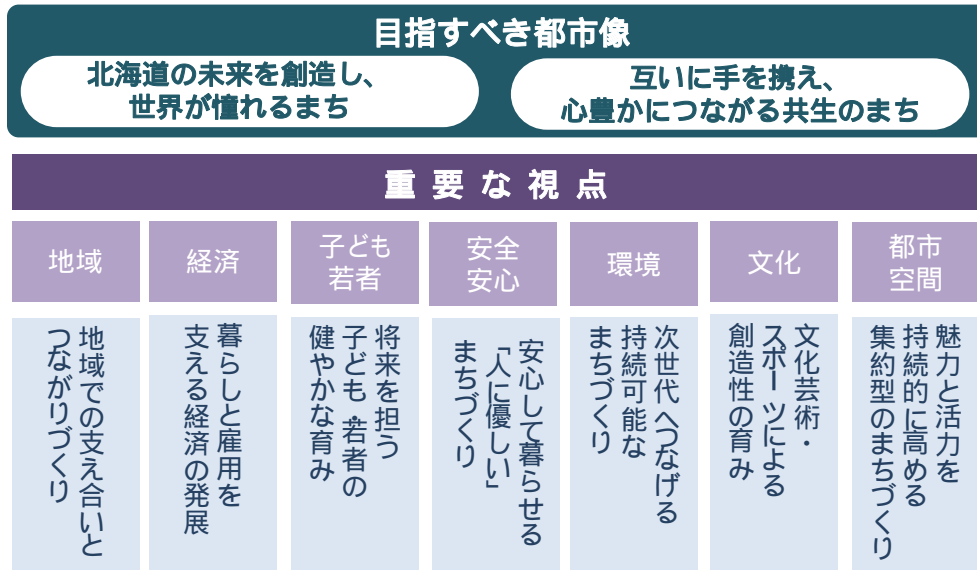 目指すべき都市像
北海道の未来を創造し、
世界が憧れるまち
互いに手を携え、
心豊かにつながる共生のまち
重要な視点
地域
経済
子ども
若者
安全
安心
環境
文化
都市
空間
地域での支え合いと
つながりづくり
暮らしと雇用を
支える経済の発展
将来を担う
子ども・若者の
健やかな育み
安心して暮らせる
「人に優しい」
まちづくり
次世代へつなげる
持続可能な
まちづくり
文化芸術・
スポーツによる
創造性の育み
魅力と活力を
持続的に高める
集約型のまちづくり